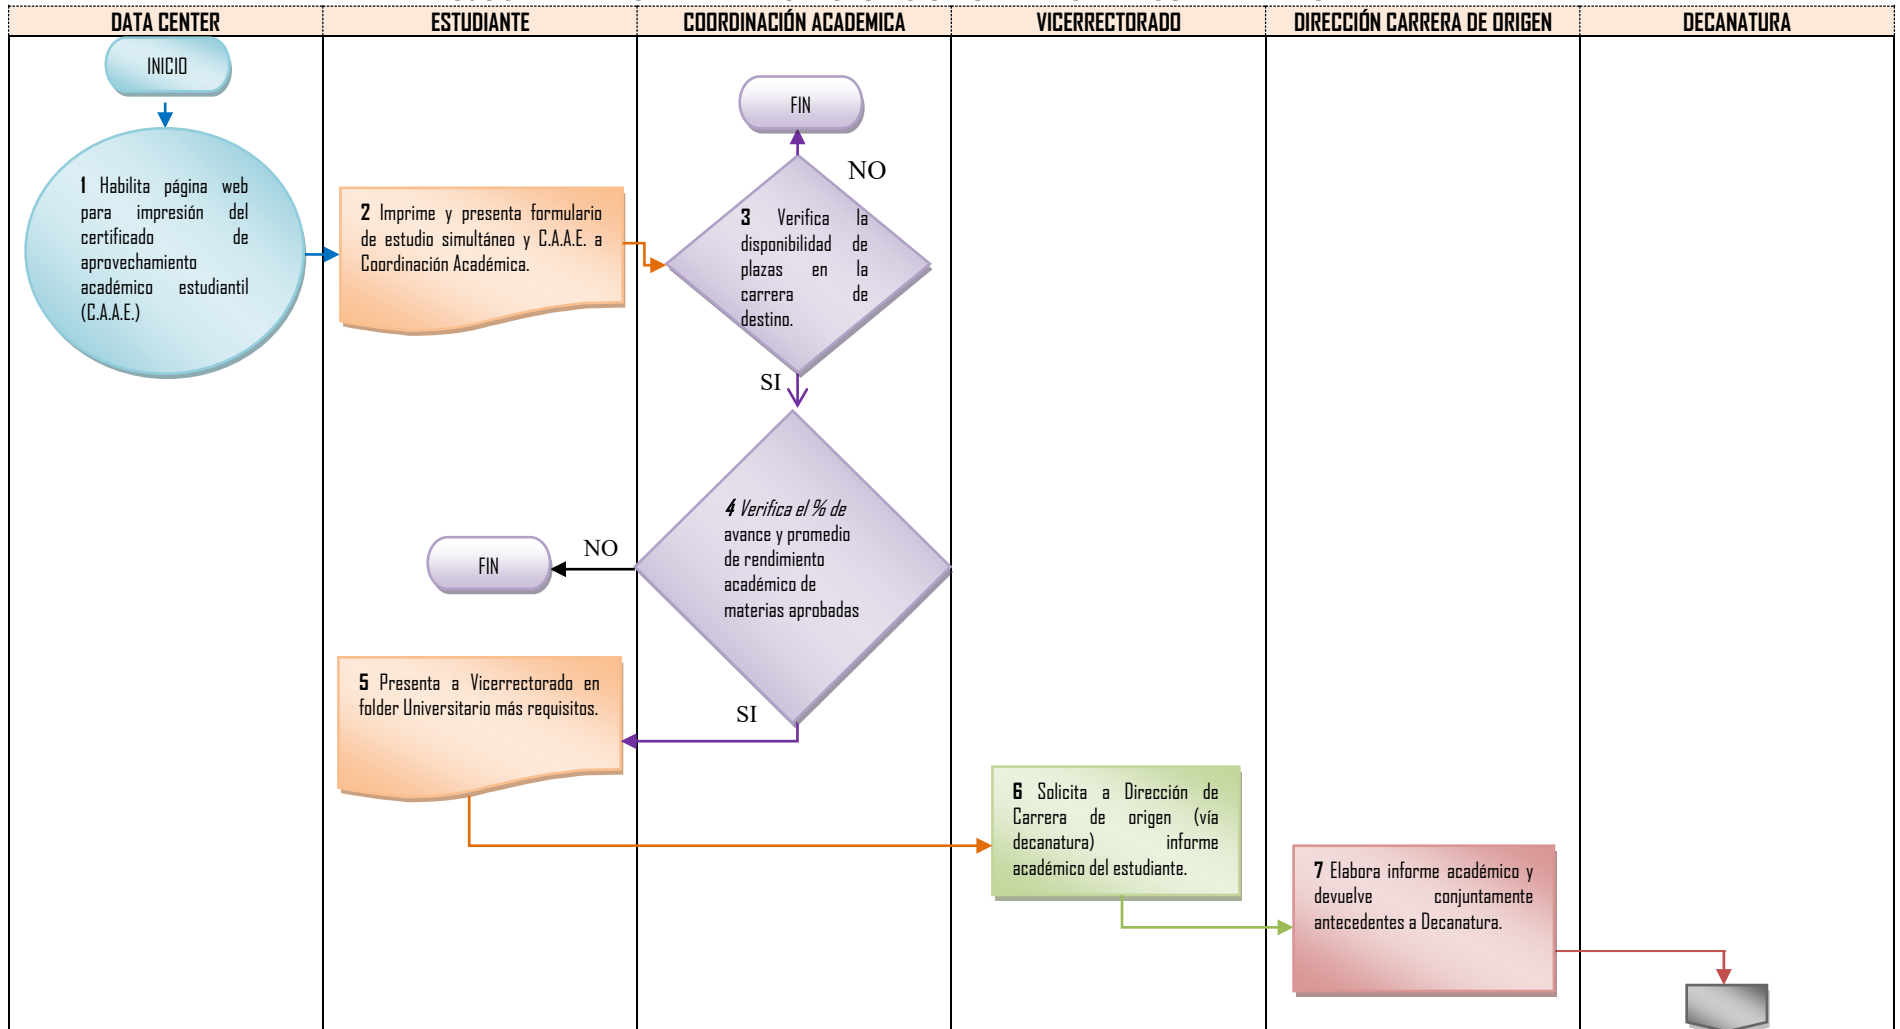 DATA CENTER
ESTUDIANTE
COORDINACIÓN ACADEMICA
VICERRECTORADO
DIRECCIÓN CARRERA DE ORIGEN
DECANATURA
INICIO
1 Habilita página web
para impresión del
certificado de
aprovechamiento
académico estudiantil
(C.A.A.E.)
2 Imprime y presenta formulario
de estudio simultáneo y C.A.A.E. a
Coordinación Académica.
FIN
NO
3 Verifica la
disponibilidad de
plazas en la
carrera de
destino.
SI
4 Verifica el % de
avance y promedio
de rendimiento
académico de
materias aprobadas
NO
FIN
SI
5 Presenta a Vicerrectorado en
folder Universitario más requisitos.
6 Solicita a Dirección de
Carrera de origen (vía
decanatura) informe
académico del estudiante.
7 Elabora informe académico y
devuelve conjuntamente
antecedentes a Decanatura.